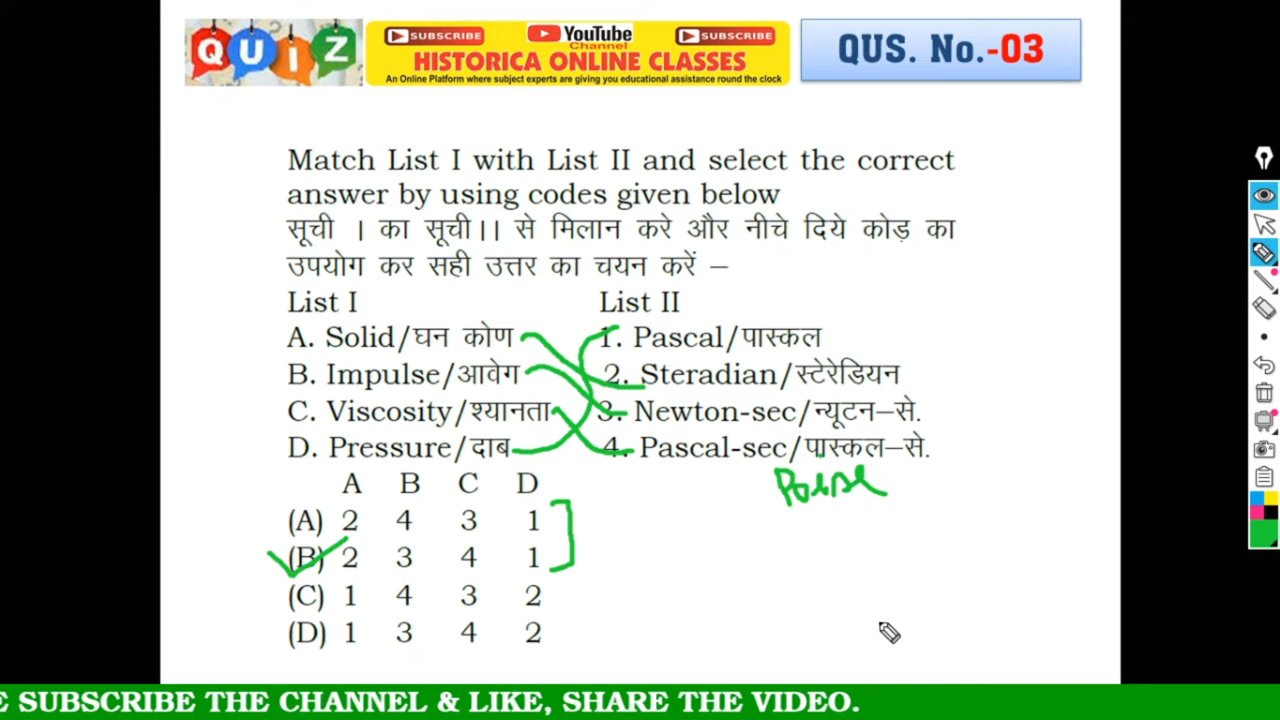 QUIZ
SUBSCRIBE YouTube SUBSCRIBE
Channel
HISTORICA ONLINE CLASSES
An Online Platform where subject experts are giving you educational assistance round the clock
QUS. No.-03
Match List I with List II and select the correct
answer by using codes given below
सूची । का सूची।। से मिलान करे और नीचे दिये कोड़ का
उपयोग कर सही उत्तर का चयन करें –
List I List II
A. Solid/घन कोण 1. Pascal/पास्कल
B. Impulse/आवेग 2. Steradian/स्टेरेडियन
C. Viscosity/श्यानता 3. Newton-sec/न्यूटन–से.
D. Pressure/दाब 4. Pascal-sec/पास्कल–से.
A B C D
(A) 2 4 3 1
(B) 2 3 4 1
(C) 1 4 3 2
(D) 1 3 4 2
E SUBSCRIBE THE CHANNEL & LIKE, SHARE THE VIDEO.